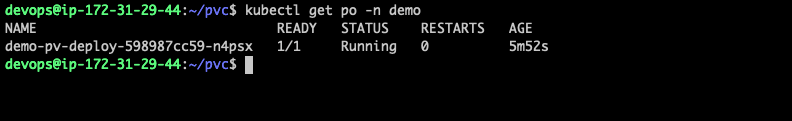 devops@ip-172-31-29-44:~/pvc$ kubectl get po -n demo
NAME READY STATUS RESTARTS AGE
demo-pv-deploy-598987cc59-n4psx 1/1 Running 0 5m52s
devops@ip-172-31-29-44:~/pvc$